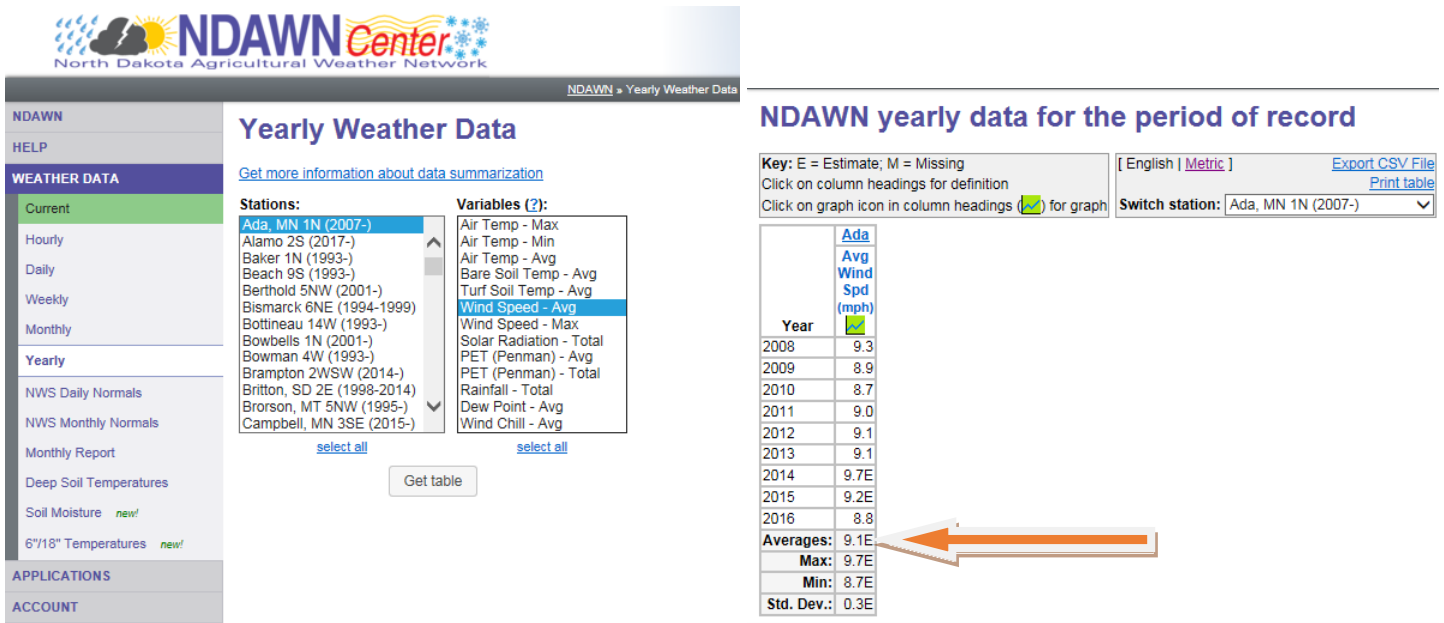 NDAWN Center
North Dakota Agricultural Weather Network
NDAWN » Yearly Weather Data
NDAWN
HELP
WEATHER DATA
Current
Hourly
Daily
Weekly
Monthly
Yearly
NWS Daily Normals
NWS Monthly Normals
Monthly Report
Deep Soil Temperatures
Soil Moisture new!
6"/18" Temperatures new!
APPLICATIONS
ACCOUNT
Yearly Weather Data
Get more information about data summarization
Stations:
Ada, MN 1N (2007-)
Alamo 2S (2017-)
Baker 1N (1993-)
Beach 9S (1993-)
Berthold 5NW (2001-)
Bismarck 6NE (1994-1999)
Bottineau 14W (1993-)
Bowbells 1N (2001-)
Bowman 4W (1993-)
Brampton 2WSW (2014-)
Britton, SD 2E (1998-2014)
Brorson, MT 5NW (1995-)
Campbell, MN 3SE (2015-)
select all
Variables (?):
Air Temp - Max
Air Temp - Min
Air Temp - Avg
Bare Soil Temp - Avg
Turf Soil Temp - Avg
Wind Speed - Avg
Wind Speed - Max
Solar Radiation - Total
PET (Penman) - Avg
PET (Penman) - Total
Rainfall - Total
Dew Point - Avg
Wind Chill - Avg
select all
Get table
NDAWN yearly data for the period of record
Key: E = Estimate; M = Missing
Click on column headings for definition
Click on graph icon in column headings ( ) for graph
[ English | Metric ] Export CSV File
Print table
Switch station: Ada, MN 1N (2007-)
Ada
Avg
Wind
Spd
(mph)
Year
2008 9.3
2009 8.9
2010 8.7
2011 9.0
2012 9.1
2013 9.1
2014 9.7E
2015 9.2E
2016 8.8
Averages: 9.1E
Max: 9.7E
Min: 8.7E
Std. Dev.: 0.3E